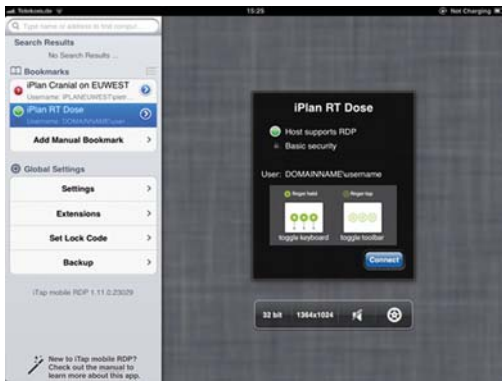 Telekom.de
15:25
Not Charging
Type name or address to find comput...
Search Results
No Search Results ...
Bookmarks
iPlan Cranial on EUWEST
Username: IPLANEUWEST\piet...
iPlan RT Dose
Username: DOMAINNAME\user...
Add Manual Bookmark
Global Settings
Settings
Extensions
Set Lock Code
Backup
iTap mobile RDP 1.11.0.23029
New to iTap mobile RDP?
Check out the manual to
learn more about this app.
iPlan RT Dose
Host supports RDP
Basic security
User: DOMAINNAME\username
finger hold
finger tap
toggle keyboard
toggle toolbar
Connect
32 bit
1364x1024